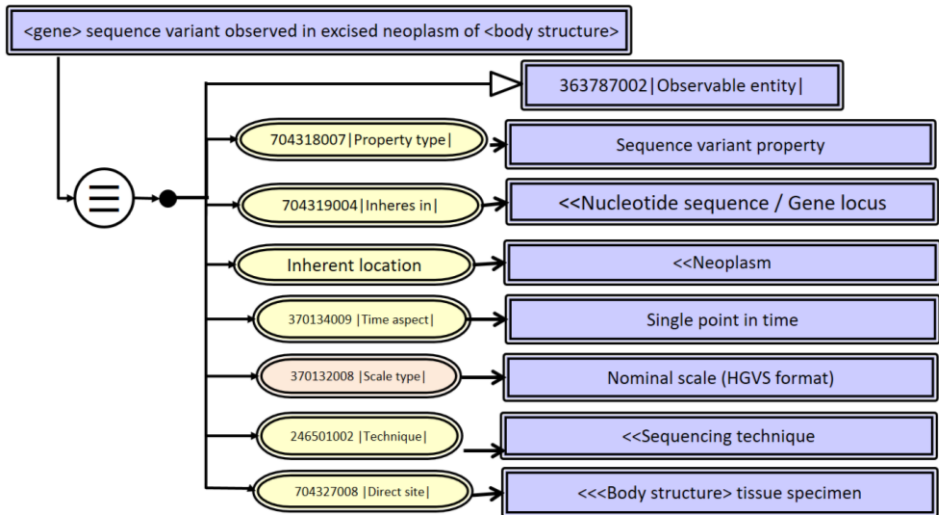 <gene> sequence variant observed in excised neoplasm of <body structure>
363787002|Observable entity|
704318007|Property type|
Sequence variant property
704319004|Inheres in|
<<Nucleotide sequence / Gene locus
Inherent location
<<Neoplasm
370134009 |Time aspect|
Single point in time
370132008 |Scale type|
Nominal scale (HGVS format)
246501002 |Technique|
<<Sequencing technique
704327008 |Direct site|
<<<Body structure> tissue specimen